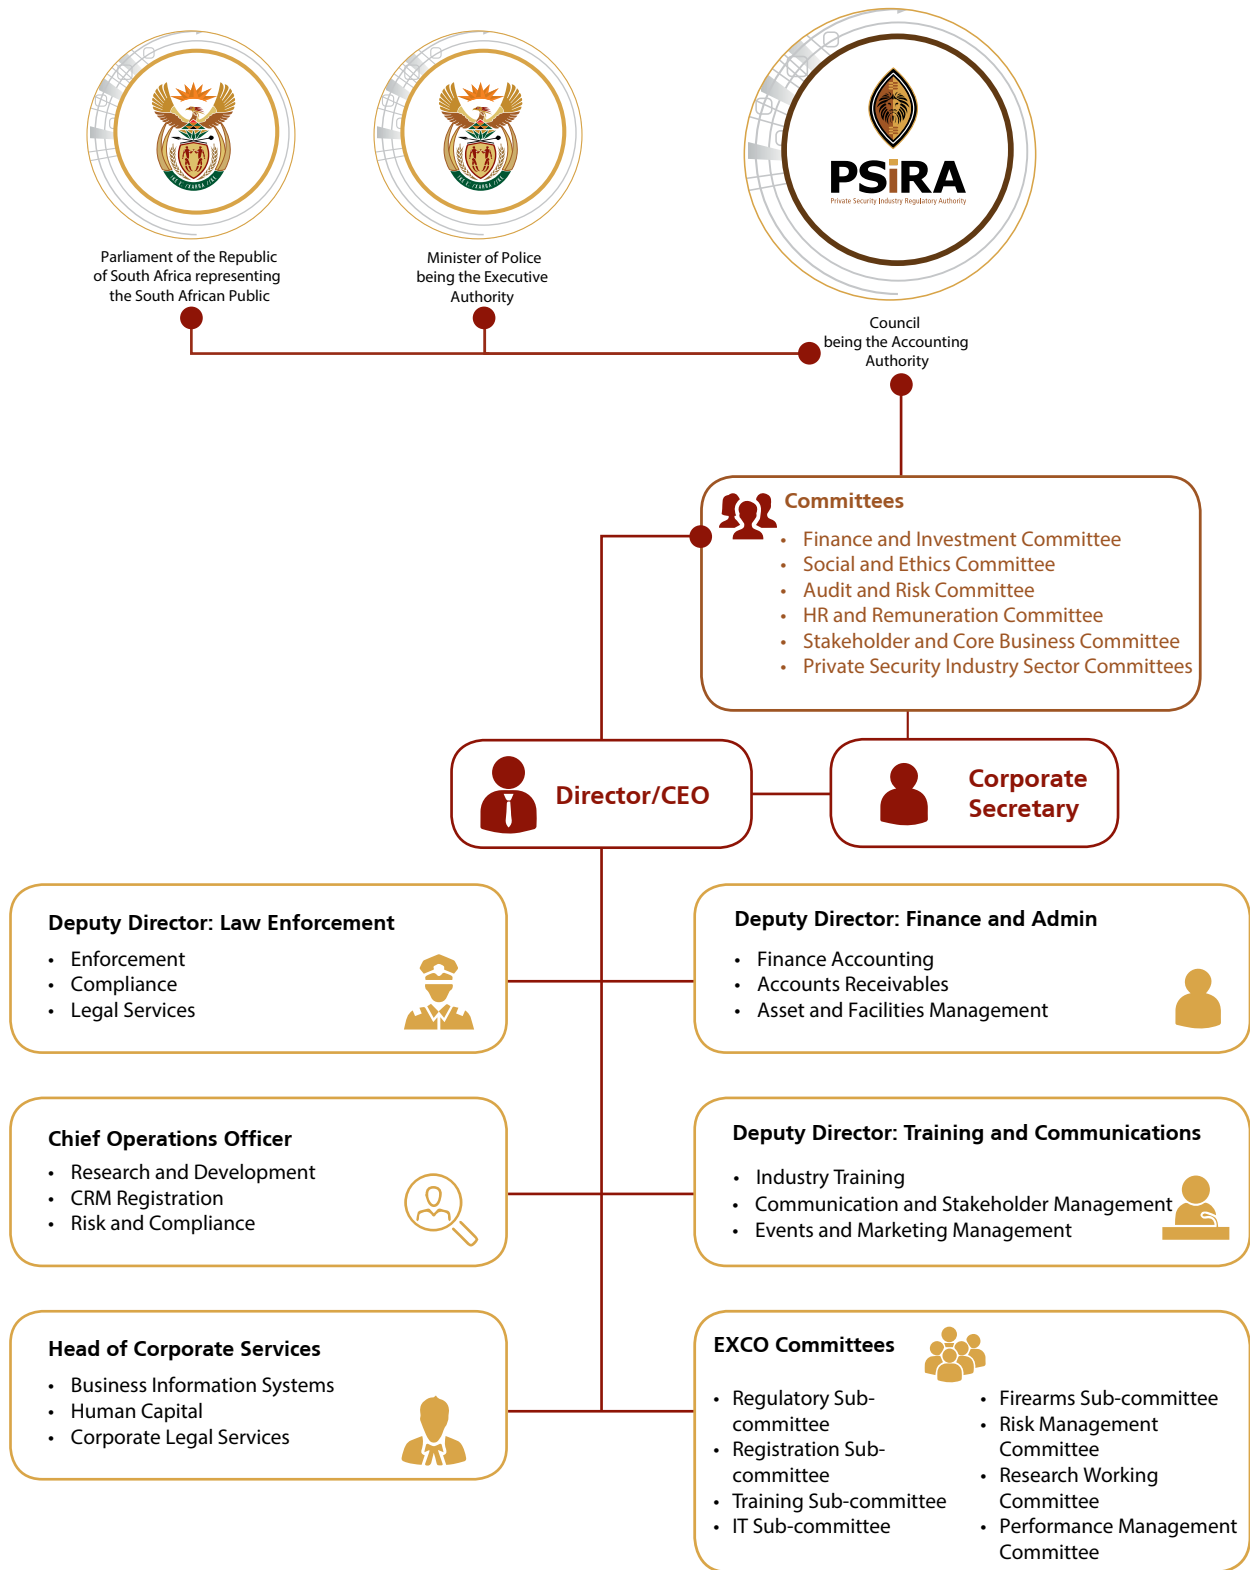 Parliament of the Republic
of South Africa representing
the South African Public
Minister of Police
being the Executive
Authority
PSiRA
Private Security Industry Regulatory Authority
Council
being the Accounting
Authority
Committees
• Finance and Investment Committee
• Social and Ethics Committee
• Audit and Risk Committee
• HR and Remuneration Committee
• Stakeholder and Core Business Committee
• Private Security Industry Sector Committees
Director/CEO
Corporate
Secretary
Deputy Director: Law Enforcement
• Enforcement
• Compliance
• Legal Services
Deputy Director: Finance and Admin
• Finance Accounting
• Accounts Receivables
• Asset and Facilities Management
Chief Operations Officer
• Research and Development
• CRM Registration
• Risk and Compliance
Deputy Director: Training and Communications
• Industry Training
• Communication and Stakeholder Management
• Events and Marketing Management
Head of Corporate Services
• Business Information Systems
• Human Capital
• Corporate Legal Services
EXCO Committees
• Regulatory Sub-
committee
• Registration Sub-
committee
• Training Sub-committee
• IT Sub-committee
• Firearms Sub-committee
• Risk Management
Committee
• Research Working
Committee
• Performance Management
Committee